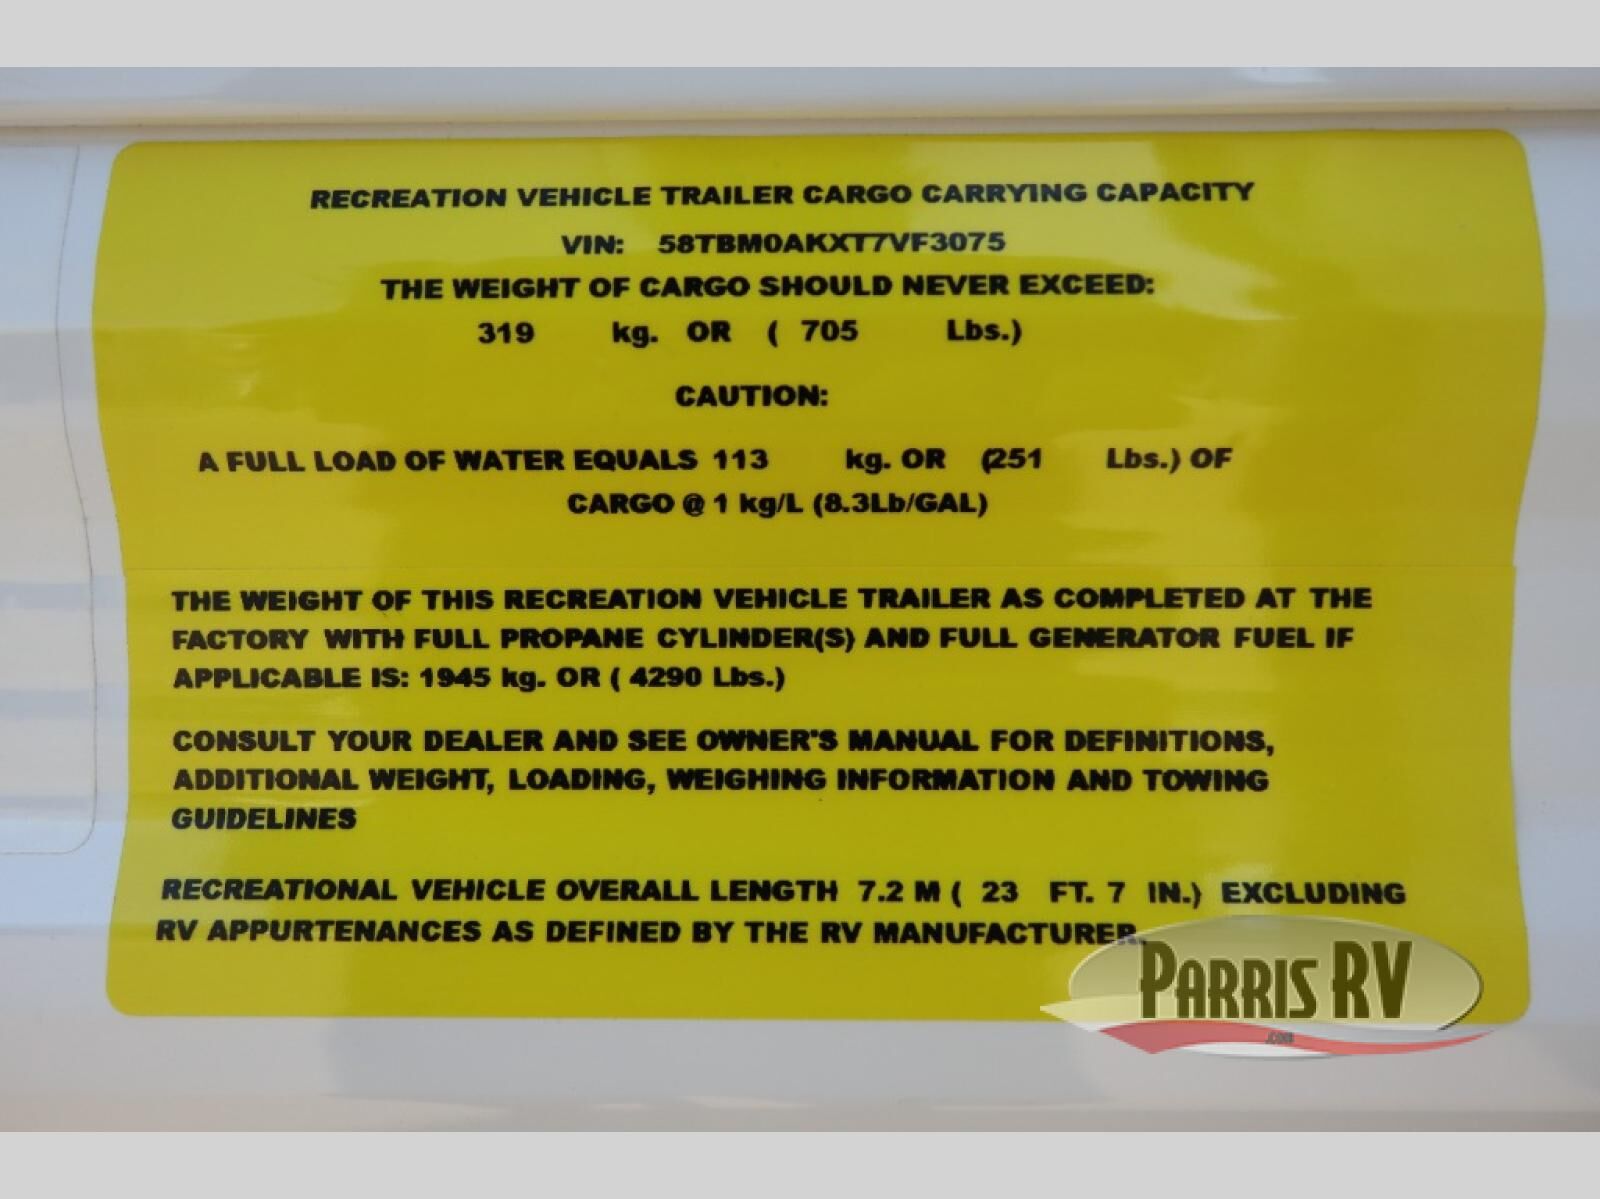 RECREATION VEHICLE TRAILER CARGO CARRYING CAPACITY
VIN: 58TBM0AKXT7VF3075
THE WEIGHT OF CARGO SHOULD NEVER EXCEED:
319 kg. OR ( 705 Lbs.)
CAUTION:
A FULL LOAD OF WATER EQUALS 113 kg. OR (251 Lbs.) OF
CARGO @ 1 kg/L (8.3Lb/GAL)
THE WEIGHT OF THIS RECREATION VEHICLE TRAILER AS COMPLETED AT THE
FACTORY WITH FULL PROPANE CYLINDER(S) AND FULL GENERATOR FUEL IF
APPLICABLE IS: 1945 kg. OR ( 4290 Lbs.)
CONSULT YOUR DEALER AND SEE OWNER'S MANUAL FOR DEFINITIONS,
ADDITIONAL WEIGHT, LOADING, WEIGHING INFORMATION AND TOWING
GUIDELINES
RECREATIONAL VEHICLE OVERALL LENGTH 7.2 M ( 23 FT. 7 IN.) EXCLUDING
RV APPURTENANCES AS DEFINED BY THE RV MANUFACTURER.
PARRIS RV
.COM